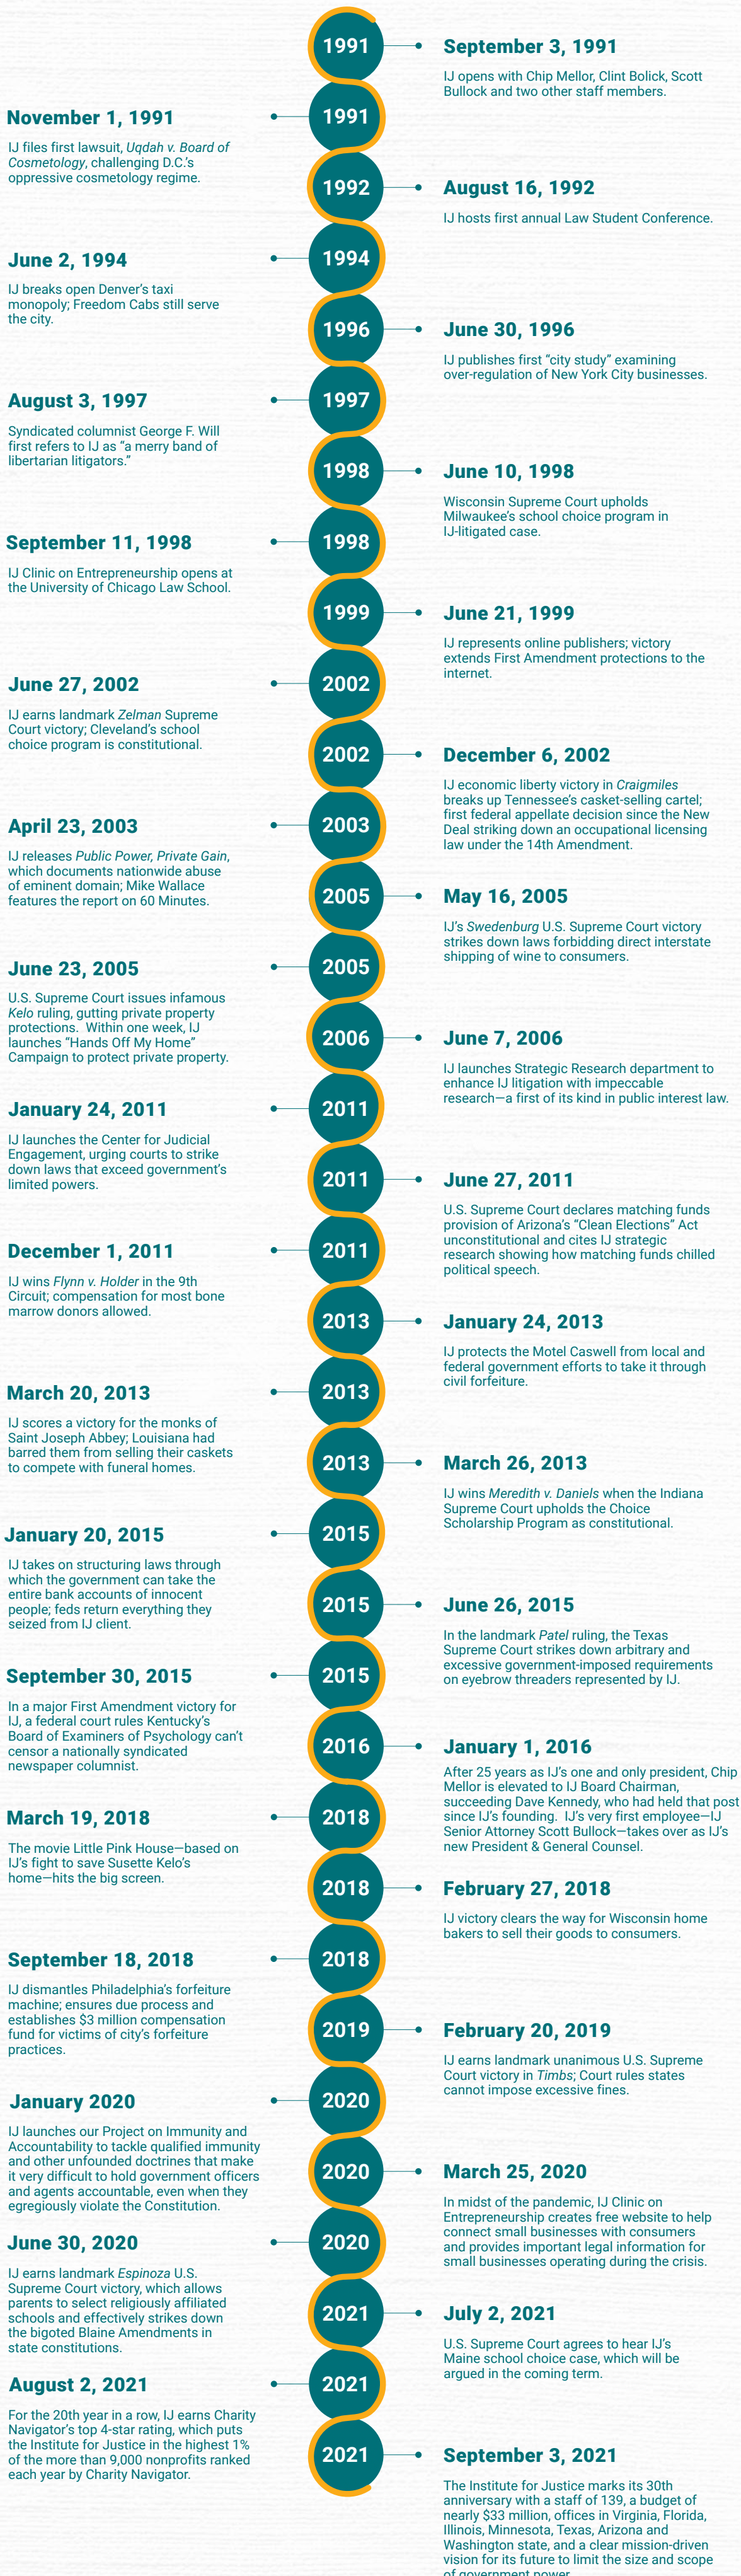 1991
September 3, 1991
IJ opens with Chip Mellor, Clint Bolick, Scott
Bullock and two other staff members.
1991
November 1, 1991
IJ files first lawsuit, Uqdah v. Board of
Cosmetology, challenging D.C.’s
oppressive cosmetology regime.
1992
August 16, 1992
IJ hosts first annual Law Student Conference.
1994
June 2, 1994
IJ breaks open Denver’s taxi
monopoly; Freedom Cabs still serve
the city.
1996
June 30, 1996
IJ publishes first “city study” examining
over-regulation of New York City businesses.
1997
August 3, 1997
Syndicated columnist George F. Will
first refers to IJ as “a merry band of
libertarian litigators.”
1998
June 10, 1998
Wisconsin Supreme Court upholds
Milwaukee’s school choice program in
IJ-litigated case.
1998
September 11, 1998
IJ Clinic on Entrepreneurship opens at
the University of Chicago Law School.
1999
June 21, 1999
IJ represents online publishers; victory
extends First Amendment protections to the
internet.
2002
June 27, 2002
IJ earns landmark Zelman Supreme
Court victory; Cleveland’s school
choice program is constitutional.
2002
December 6, 2002
IJ economic liberty victory in Craigmiles
breaks up Tennessee’s casket-selling cartel;
first federal appellate decision since the New
Deal striking down an occupational licensing
law under the 14th Amendment.
2003
April 23, 2003
IJ releases Public Power, Private Gain,
which documents nationwide abuse
of eminent domain; Mike Wallace
features the report on 60 Minutes.
2005
May 16, 2005
IJ’s Swedenburg U.S. Supreme Court victory
strikes down laws forbidding direct interstate
shipping of wine to consumers.
2005
June 23, 2005
U.S. Supreme Court issues infamous
Kelo ruling, gutting private property
protections. Within one week, IJ
launches “Hands Off My Home”
Campaign to protect private property.
2006
June 7, 2006
IJ launches Strategic Research department to
enhance IJ litigation with impeccable
research—a first of its kind in public interest law.
2011
January 24, 2011
IJ launches the Center for Judicial
Engagement, urging courts to strike
down laws that exceed government’s
limited powers.
2011
June 27, 2011
U.S. Supreme Court declares matching funds
provision of Arizona’s “Clean Elections” Act
unconstitutional and cites IJ strategic
research showing how matching funds chilled
political speech.
2011
December 1, 2011
IJ wins Flynn v. Holder in the 9th
Circuit; compensation for most bone
marrow donors allowed.
2013
January 24, 2013
IJ protects the Motel Caswell from local and
federal government efforts to take it through
civil forfeiture.
2013
March 20, 2013
IJ scores a victory for the monks of
Saint Joseph Abbey; Louisiana had
barred them from selling their caskets
to compete with funeral homes.
2013
March 26, 2013
IJ wins Meredith v. Daniels when the Indiana
Supreme Court upholds the Choice
Scholarship Program as constitutional.
2015
January 20, 2015
IJ takes on structuring laws through
which the government can take the
entire bank accounts of innocent
people; feds return everything they
seized from IJ client.
2015
June 26, 2015
In the landmark Patel ruling, the Texas
Supreme Court strikes down arbitrary and
excessive government-imposed requirements
on eyebrow threaders represented by IJ.
2015
September 30, 2015
In a major First Amendment victory for
IJ, a federal court rules Kentucky’s
Board of Examiners of Psychology can’t
censor a nationally syndicated
newspaper columnist.
2016
January 1, 2016
After 25 years as IJ’s one and only president, Chip
Mellor is elevated to IJ Board Chairman,
succeeding Dave Kennedy, who had held that post
since IJ’s founding. IJ’s very first employee—IJ
Senior Attorney Scott Bullock—takes over as IJ’s
new President & General Counsel.
2018
March 19, 2018
The movie Little Pink House—based on
IJ’s fight to save Susette Kelo’s
home—hits the big screen.
2018
February 27, 2018
IJ victory clears the way for Wisconsin home
bakers to sell their goods to consumers.
2018
September 18, 2018
IJ dismantles Philadelphia’s forfeiture
machine; ensures due process and
establishes $3 million compensation
fund for victims of city’s forfeiture
practices.
2019
February 20, 2019
IJ earns landmark unanimous U.S. Supreme
Court victory in Timbs; Court rules states
cannot impose excessive fines.
2020
January 2020
IJ launches our Project on Immunity and
Accountability to tackle qualified immunity
and other unfounded doctrines that make
it very difficult to hold government officers
and agents accountable, even when they
egregiously violate the Constitution.
2020
March 25, 2020
In midst of the pandemic, IJ Clinic on
Entrepreneurship creates free website to help
connect small businesses with consumers
and provides important legal information for
small businesses operating during the crisis.
2020
June 30, 2020
IJ earns landmark Espinoza U.S.
Supreme Court victory, which allows
parents to select religiously affiliated
schools and effectively strikes down
the bigoted Blaine Amendments in
state constitutions.
2021
July 2, 2021
U.S. Supreme Court agrees to hear IJ’s
Maine school choice case, which will be
argued in the coming term.
2021
August 2, 2021
For the 20th year in a row, IJ earns Charity
Navigator’s top 4-star rating, which puts
the Institute for Justice in the highest 1%
of the more than 9,000 nonprofits ranked
each year by Charity Navigator.
2021
September 3, 2021
The Institute for Justice marks its 30th
anniversary with a staff of 139, a budget of
nearly $33 million, offices in Virginia, Florida,
Illinois, Minnesota, Texas, Arizona and
Washington state, and a clear mission-driven
vision for its future to limit the size and scope
of government power.